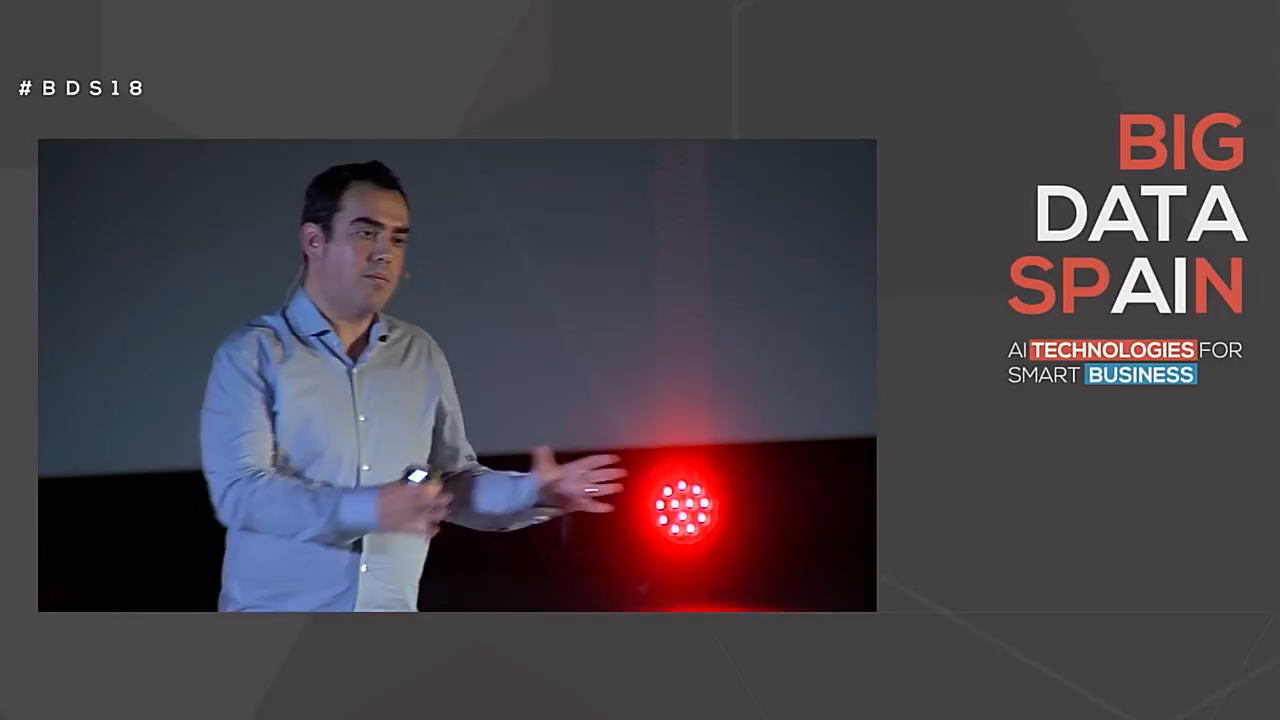 #BDS18
BIG
DATA
SPAIN
AI TECHNOLOGIES FOR
SMART BUSINESS